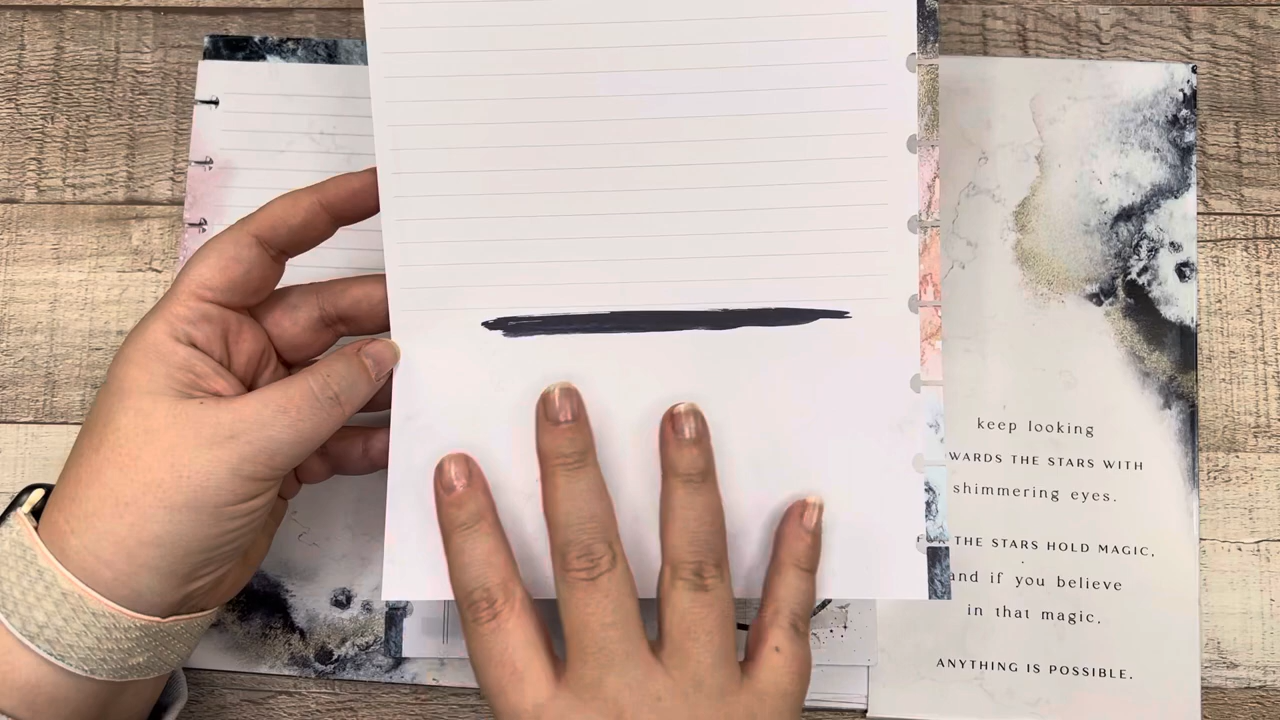 keep looking
WARDS THE STARS WITH
shimmering eyes.
THE STARS HOLD MAGIC,
and if you believe
in that magic.
ANYTHING IS POSSIBLE.